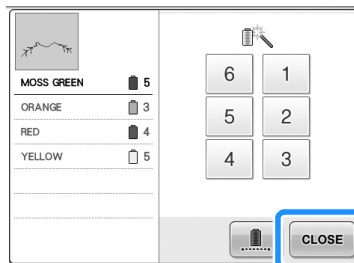 MOSS GREEN 5
ORANGE 3
RED 4
YELLOW 5
6 1
5 2
4 3
CLOSE